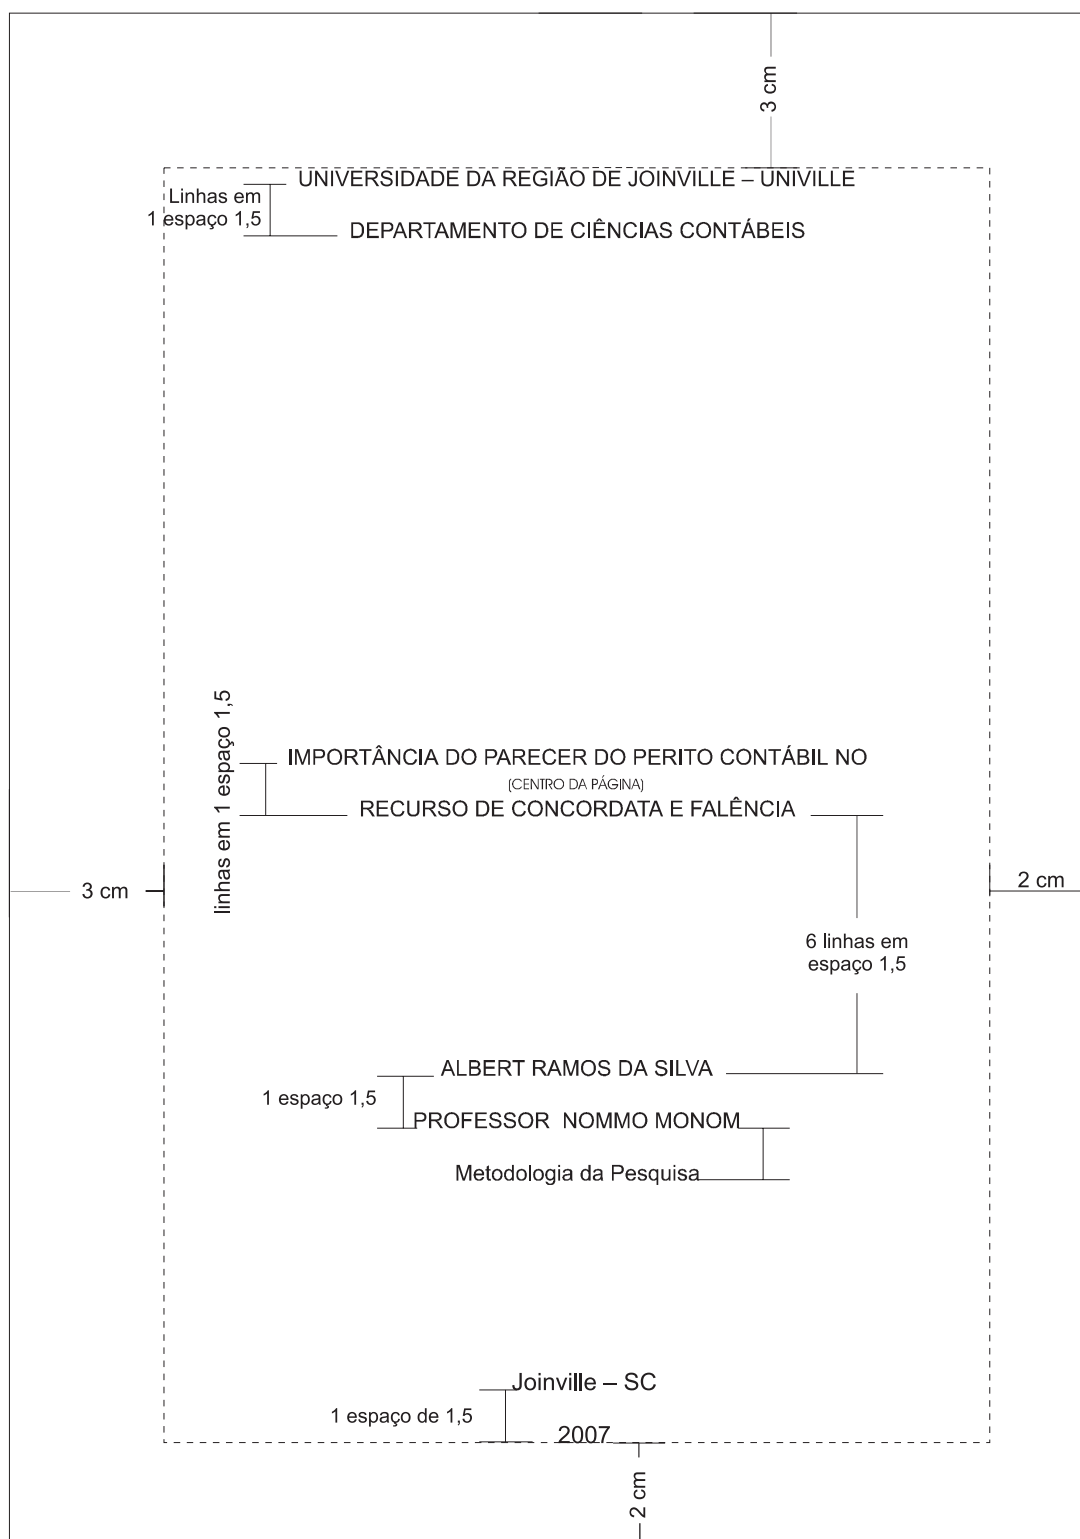 3 cm
UNIVERSIDADE DA REGIÃO DE JOINVILLE – UNIVILLE
Linhas em
1 espaço 1,5
DEPARTAMENTO DE CIÊNCIAS CONTÁBEIS
linhas em 1 espaço 1,5
IMPORTÂNCIA DO PARECER DO PERITO CONTÁBIL NO
(CENTRO DA PÁGINA)
RECURSO DE CONCORDATA E FALÊNCIA
3 cm
2 cm
6 linhas em
espaço 1,5
ALBERT RAMOS DA SILVA
1 espaço 1,5
PROFESSOR NOMMO MONOM
Metodologia da Pesquisa
Joinville – SC
1 espaço de 1,5
2007
2 cm